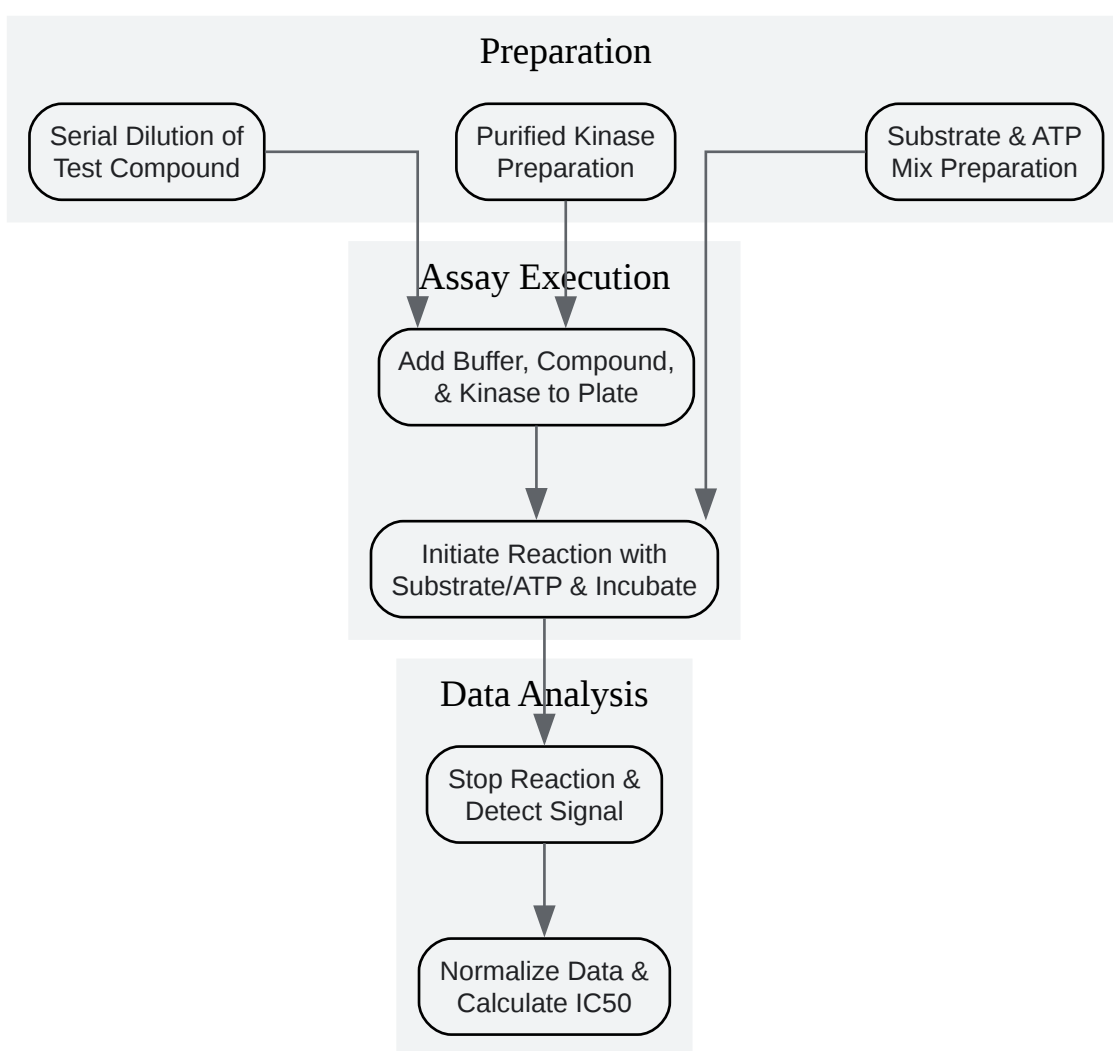 Preparation
Serial Dilution of
Test Compound
Purified Kinase
Preparation
Substrate & ATP
Mix Preparation
Assay Execution
Add Buffer, Compound,
& Kinase to Plate
Initiate Reaction with
Substrate/ATP & Incubate
Data Analysis
Stop Reaction &
Detect Signal
Normalize Data &
Calculate IC50